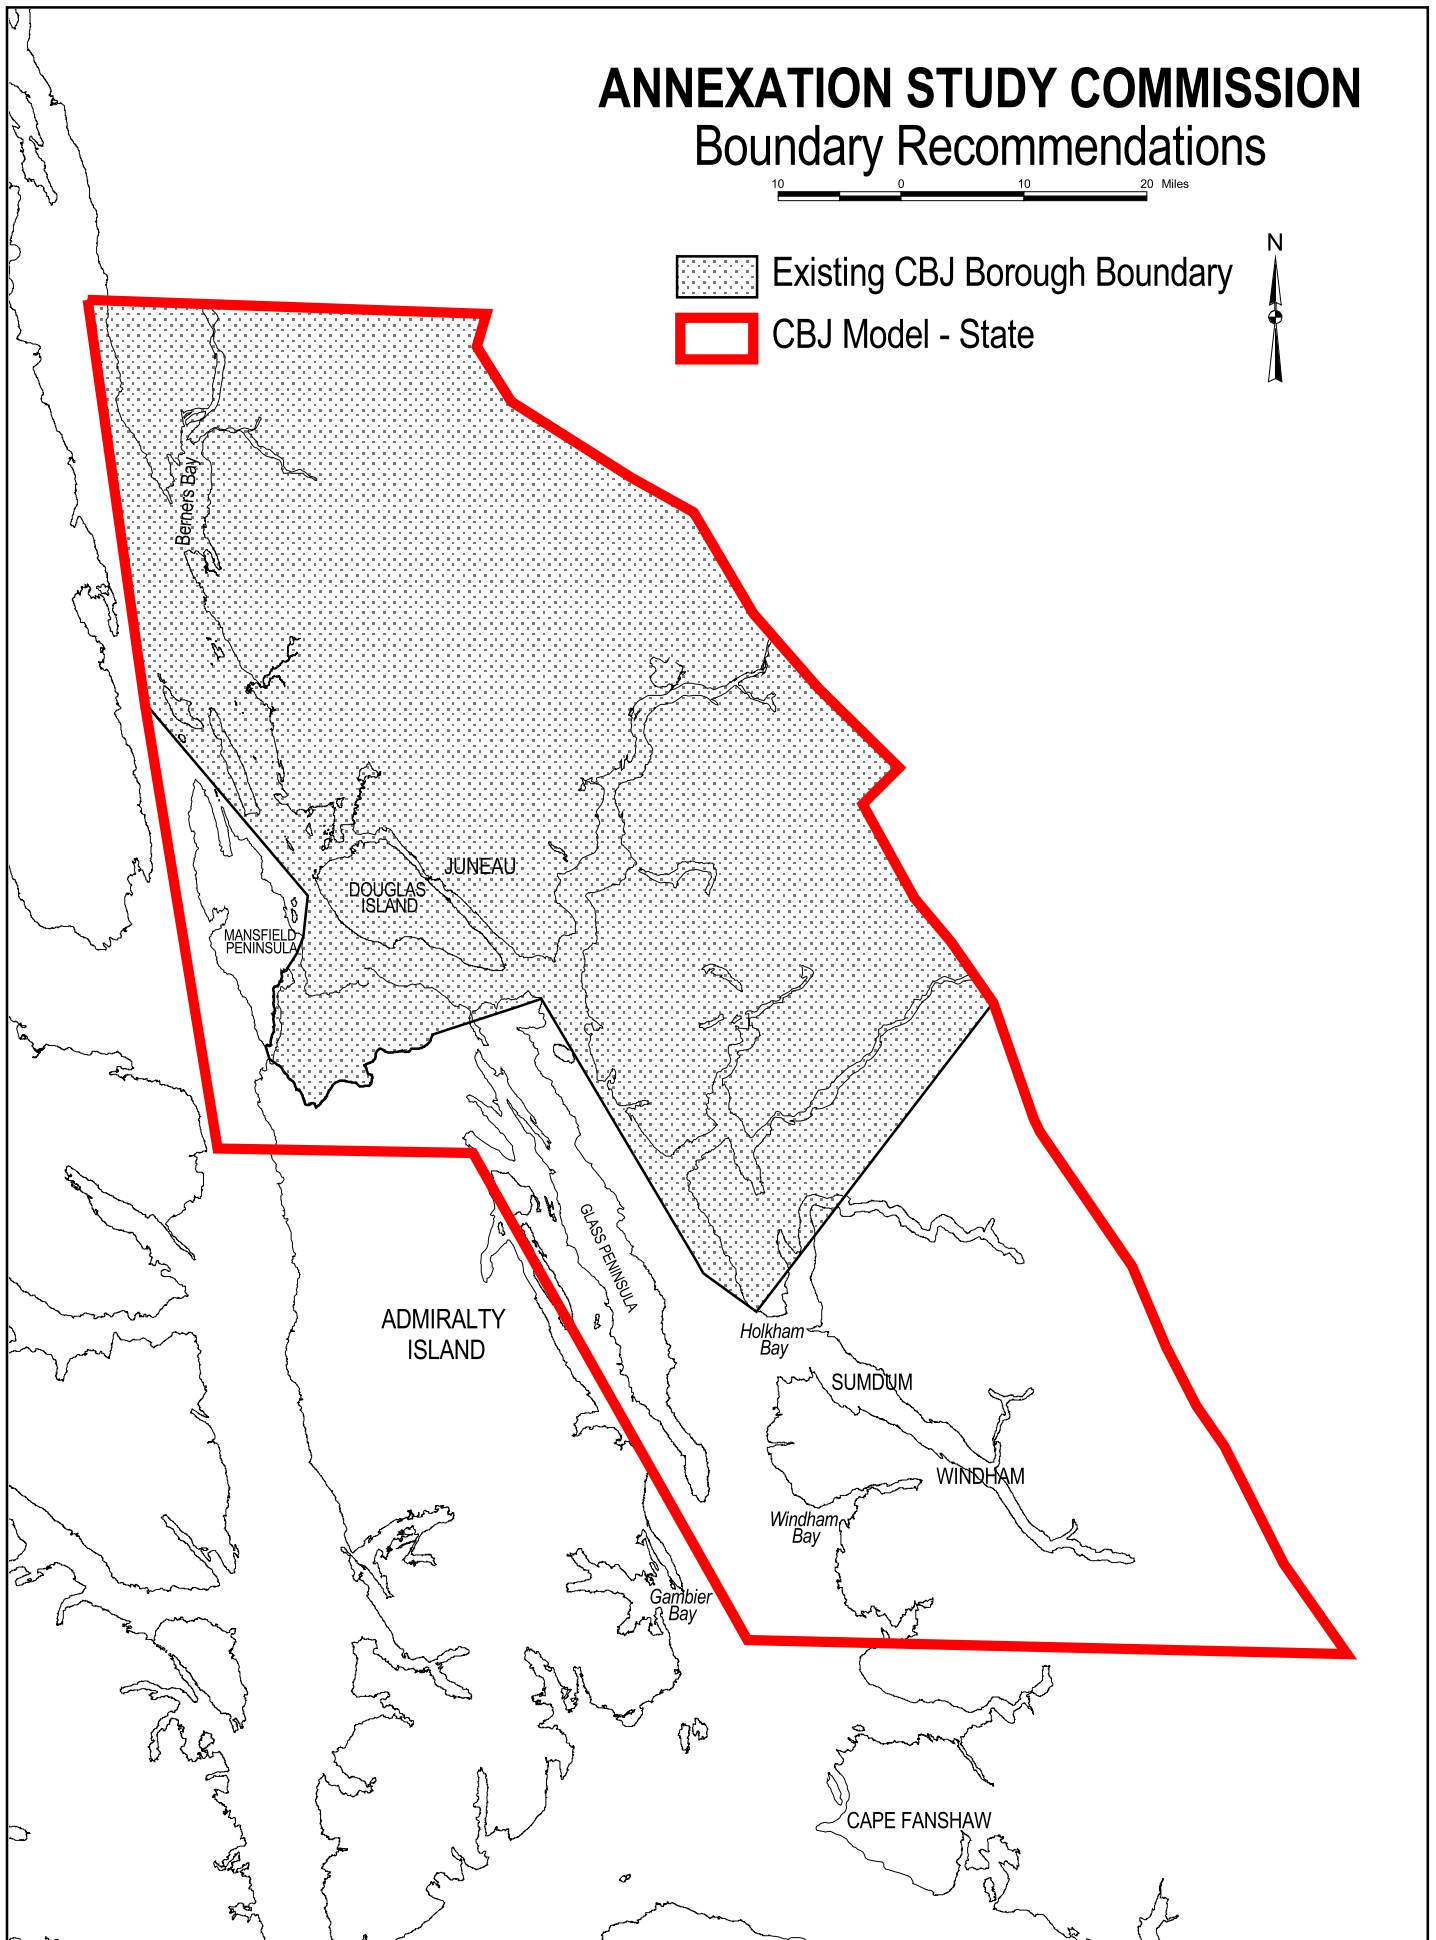 ANNEXATION STUDY COMMISSION
Boundary Recommendations
10 0 10 20 Miles
N
Existing CBJ Borough Boundary
CBJ Model - State
Berners Bay
JUNEAU
DOUGLAS
ISLAND
MANSFIELD
PENINSULA
GLASS PENINSULA
ADMIRALTY
ISLAND
Holkham
Bay
SUMDUM
WINDHAM
Windham
Bay
Gambier
Bay
CAPE FANSHAW